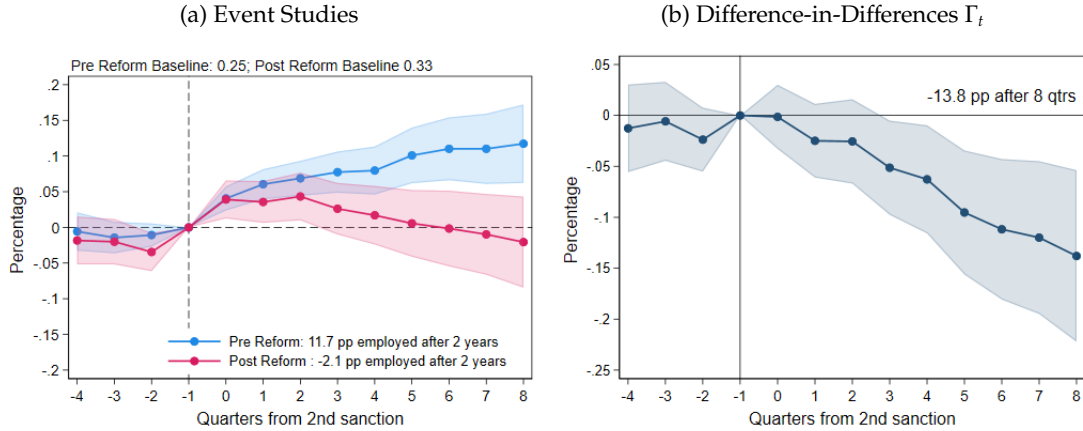 (a) Event Studies
Pre Reform Baseline: 0.25; Post Reform Baseline 0.33
Percentage
.2
.15
.1
.05
0
-.05
-.1
-.15
-.2
Pre Reform: 11.7 pp employed after 2 years
Post Reform : -2.1 pp employed after 2 years
-4 -3 -2 -1 0 1 2 3 4 5 6 7 8
Quarters from 2nd sanction
(b) Difference-in-Differences Γt
Percentage
.05
0
-.05
-.1
-.15
-.2
-.25
-13.8 pp after 8 qtrs
-4 -3 -2 -1 0 1 2 3 4 5 6 7 8
Quarters from 2nd sanction